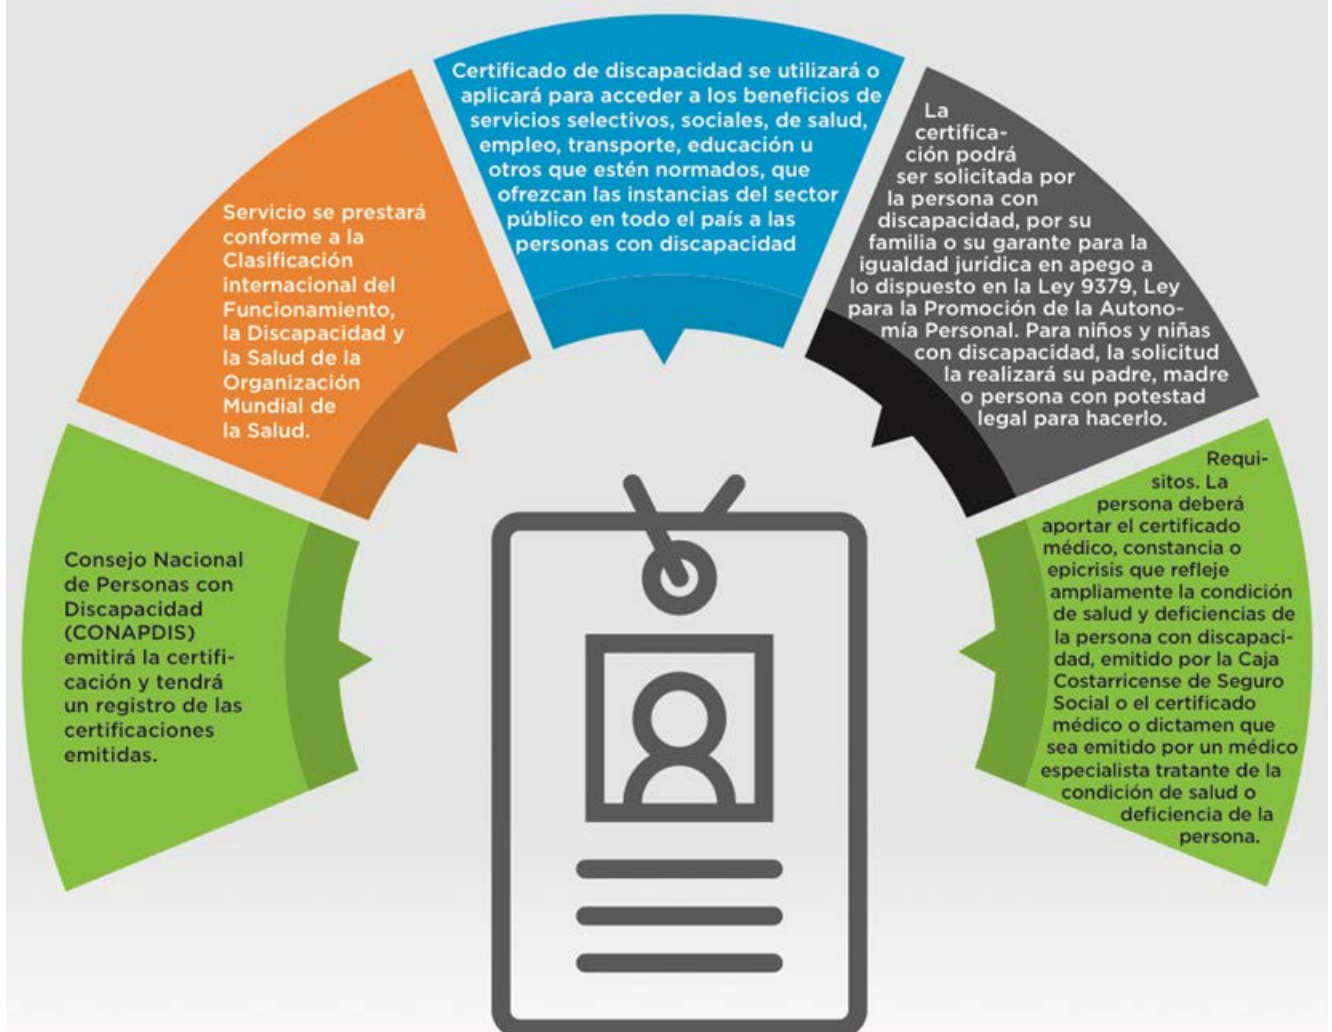 Consejo Nacional
de Personas con
Discapacidad
(CONAPDIS)
emitirá la certifi-
cación y tendrá
un registro de las
certificaciones
emitidas.
Servicio se prestará
conforme a la
Clasificación
internacional del
Funcionamiento,
la Discapacidad y
la Salud de la
Organización
Mundial de
la Salud.
Certificado de discapacidad se utilizará o
aplicará para acceder a los beneficios de
servicios selectivos, sociales, de salud,
empleo, transporte, educación u
otros que estén normados, que
ofrezcan las instancias del sector
público en todo el país a las
personas con discapacidad
La
certifica-
ción podrá
ser solicitada por
la persona con
discapacidad, por su
familia o su garante para la
igualdad jurídica en apego a
lo dispuesto en la Ley 9379, Ley
para la Promoción de la Autono-
mía Personal. Para niños y niñas
con discapacidad, la solicitud
la realizará su padre, madre
o persona con potestad
legal para hacerlo.
Requi-
sitos. La
persona deberá
aportar el certificado
médico, constancia o
epicrisis que refleje
ampliamente la condición
de salud y deficiencias de
la persona con discapaci-
dad, emitido por la Caja
Costarricense de Seguro
Social o el certificado
médico o dictamen que
sea emitido por un médico
especialista tratante de la
condición de salud o
deficiencia de la
persona.